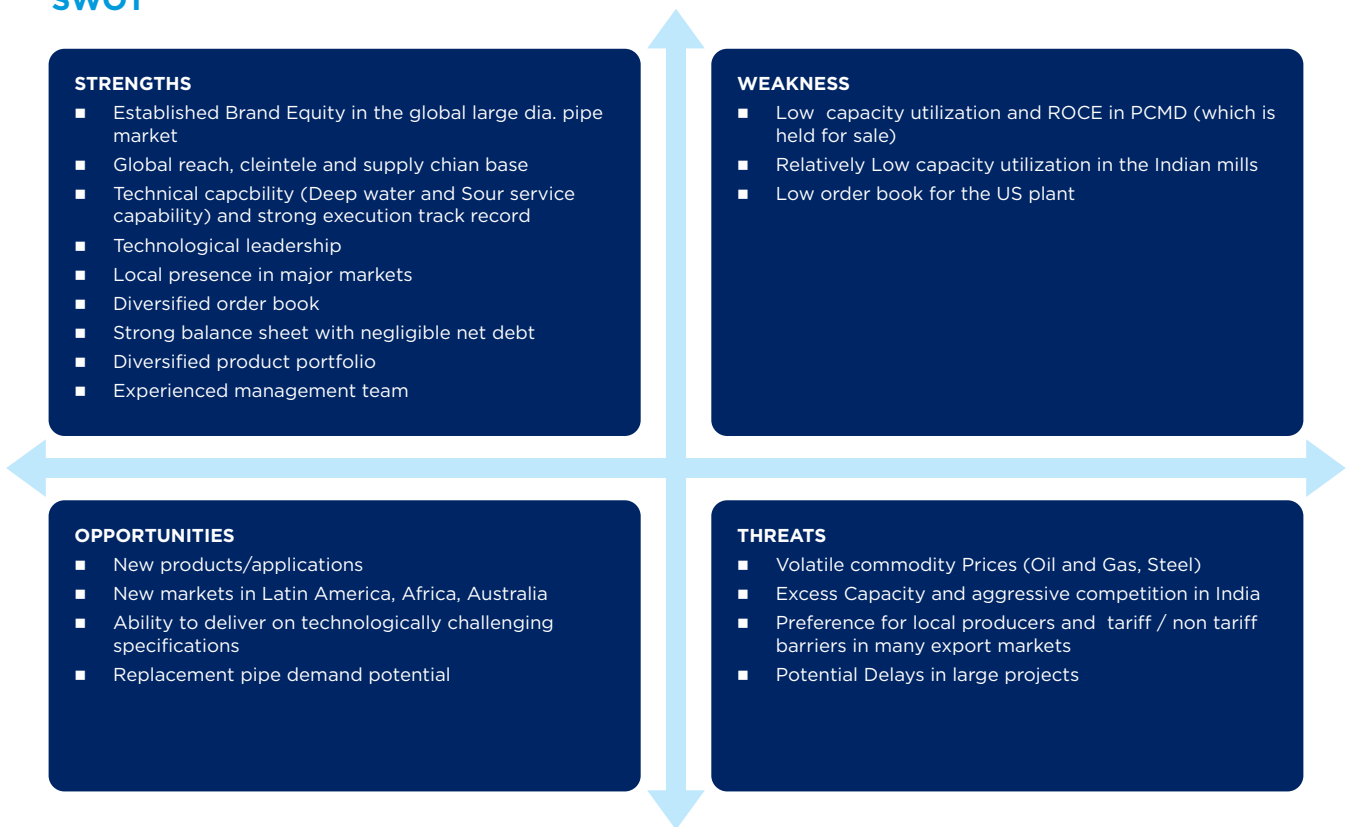 SWOT
STRENGTHS
■ Established Brand Equity in the global large dia. pipe
market
■ Global reach, cleintele and supply chian base
■ Technical capcbility (Deep water and Sour service
capability) and strong execution track record
■ Technological leadership
■ Local presence in major markets
■ Diversified order book
■ Strong balance sheet with negligible net debt
■ Diversified product portfolio
■ Experienced management team
WEAKNESS
■ Low capacity utilization and ROCE in PCMD (which is
held for sale)
■ Relatively Low capacity utilization in the Indian mills
■ Low order book for the US plant
OPPORTUNITIES
■ New products/applications
■ New markets in Latin America, Africa, Australia
■ Ability to deliver on technologically challenging
specifications
■ Replacement pipe demand potential
THREATS
■ Volatile commodity Prices (Oil and Gas, Steel)
■ Excess Capacity and aggressive competition in India
■ Preference for local producers and tariff / non tariff
barriers in many export markets
■ Potential Delays in large projects